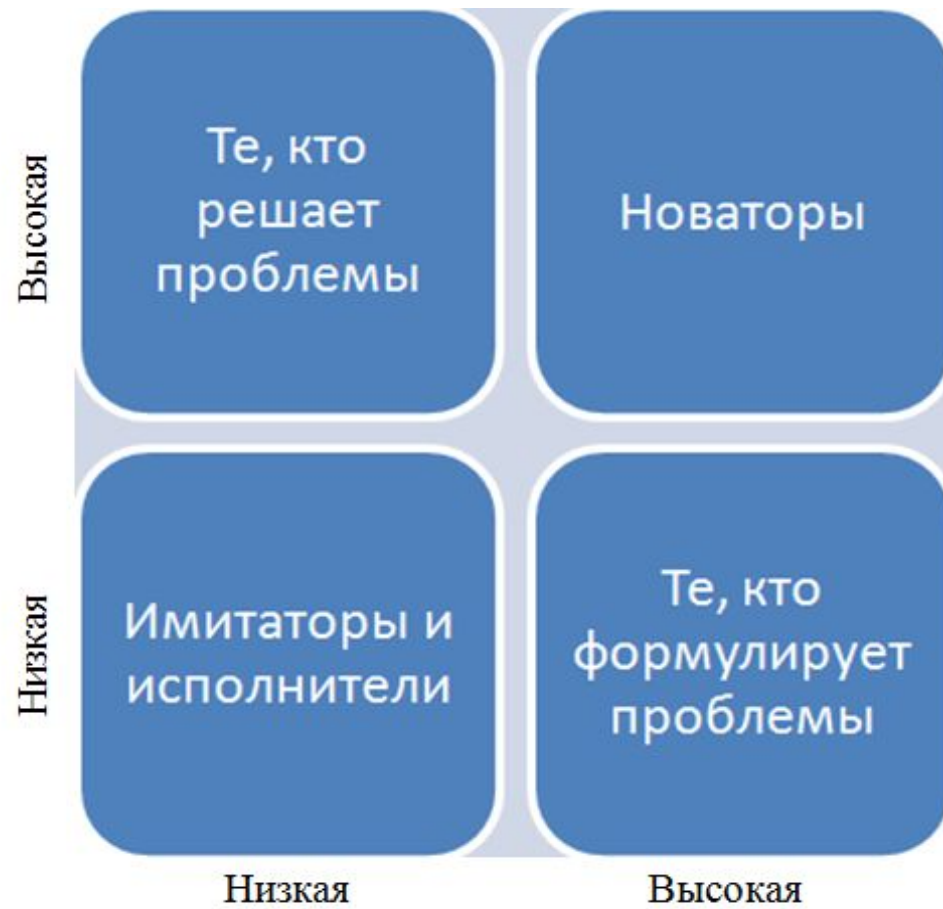 Высокая
Те, кто
решает
проблемы
Новаторы
Низкая
Имитаторы и
исполнители
Те, кто
формулирует
проблемы
Низкая
Высокая